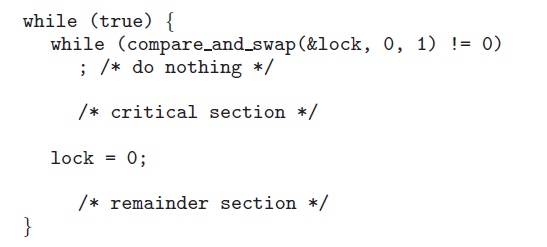 while (true) {
while (compare_and_swap(&lock, 0, 1) != 0)
; /* do nothing */
/* critical section */
lock = 0;
/* remainder section */
}